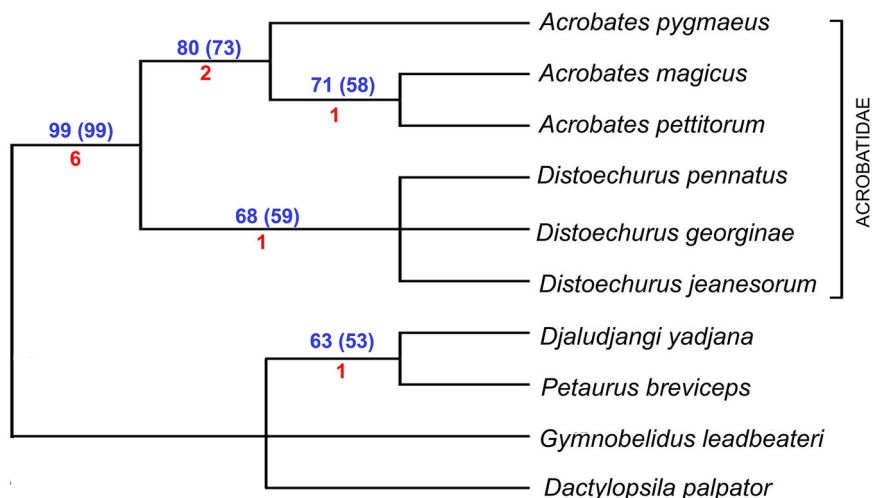 Acrobates pygmaeus
80 (73)
2
Acrobates magicus
71 (58)
1
Acrobates pettitorum
99 (99)
6
Distoechurus pennatus
68 (59)
1
Distoechurus georginae
Distoechurus jeanesorum
ACROBATIDAE
Djaludjangi yadjana
63 (53)
1
Petaurus breviceps
Gymnobelidus leadbeateri
Dactylopsila palpator